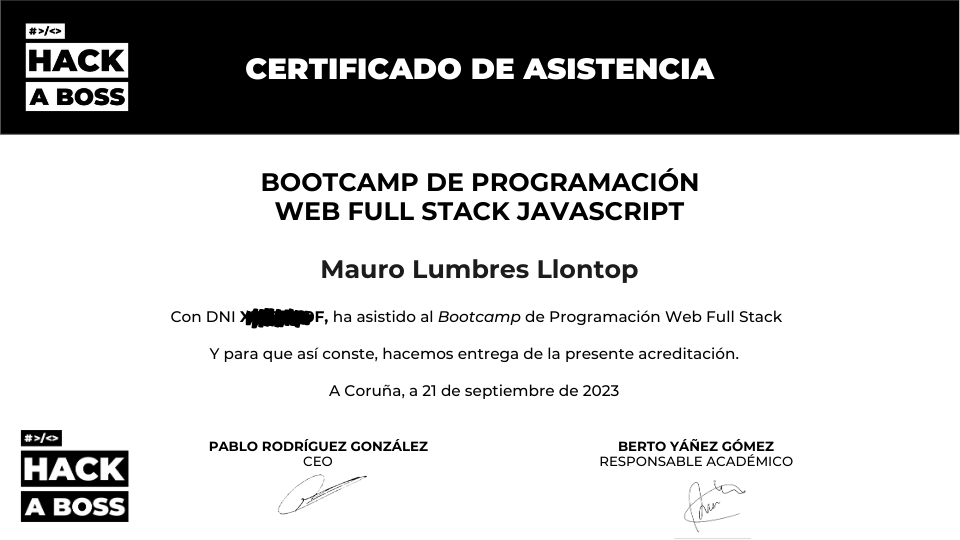 #>/<>
HACK
A BOSS
CERTIFICADO DE ASISTENCIA
BOOTCAMP DE PROGRAMACIÓN
WEB FULL STACK JAVASCRIPT
Mauro Lumbres Llontop
Con DNI F, ha asistido al Bootcamp de Programación Web Full Stack
Y para que así conste, hacemos entrega de la presente acreditación.
A Coruña, a 21 de septiembre de 2023
PABLO RODRÍGUEZ GONZÁLEZ
CEO
BERTO YÁÑEZ GÓMEZ
RESPONSABLE ACADÉMICO
#>/<>
HACK
A BOSS